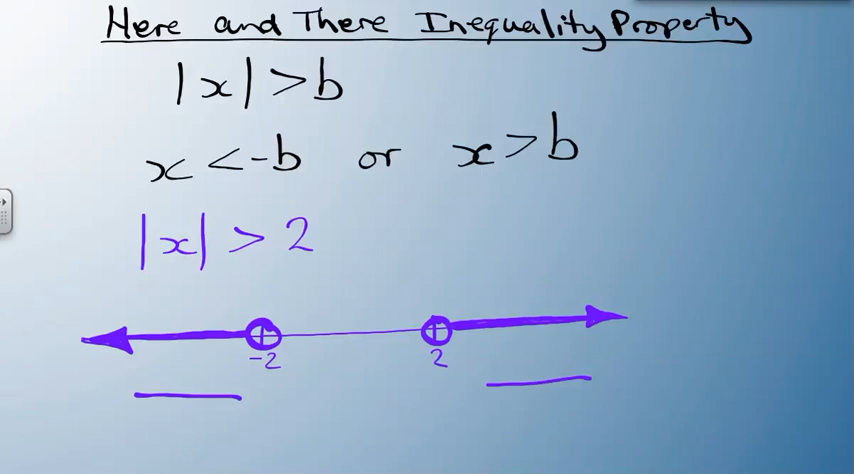 Here and There Inequality Property
|x| > b
x < -b or x > b
|x| > 2
-2 2